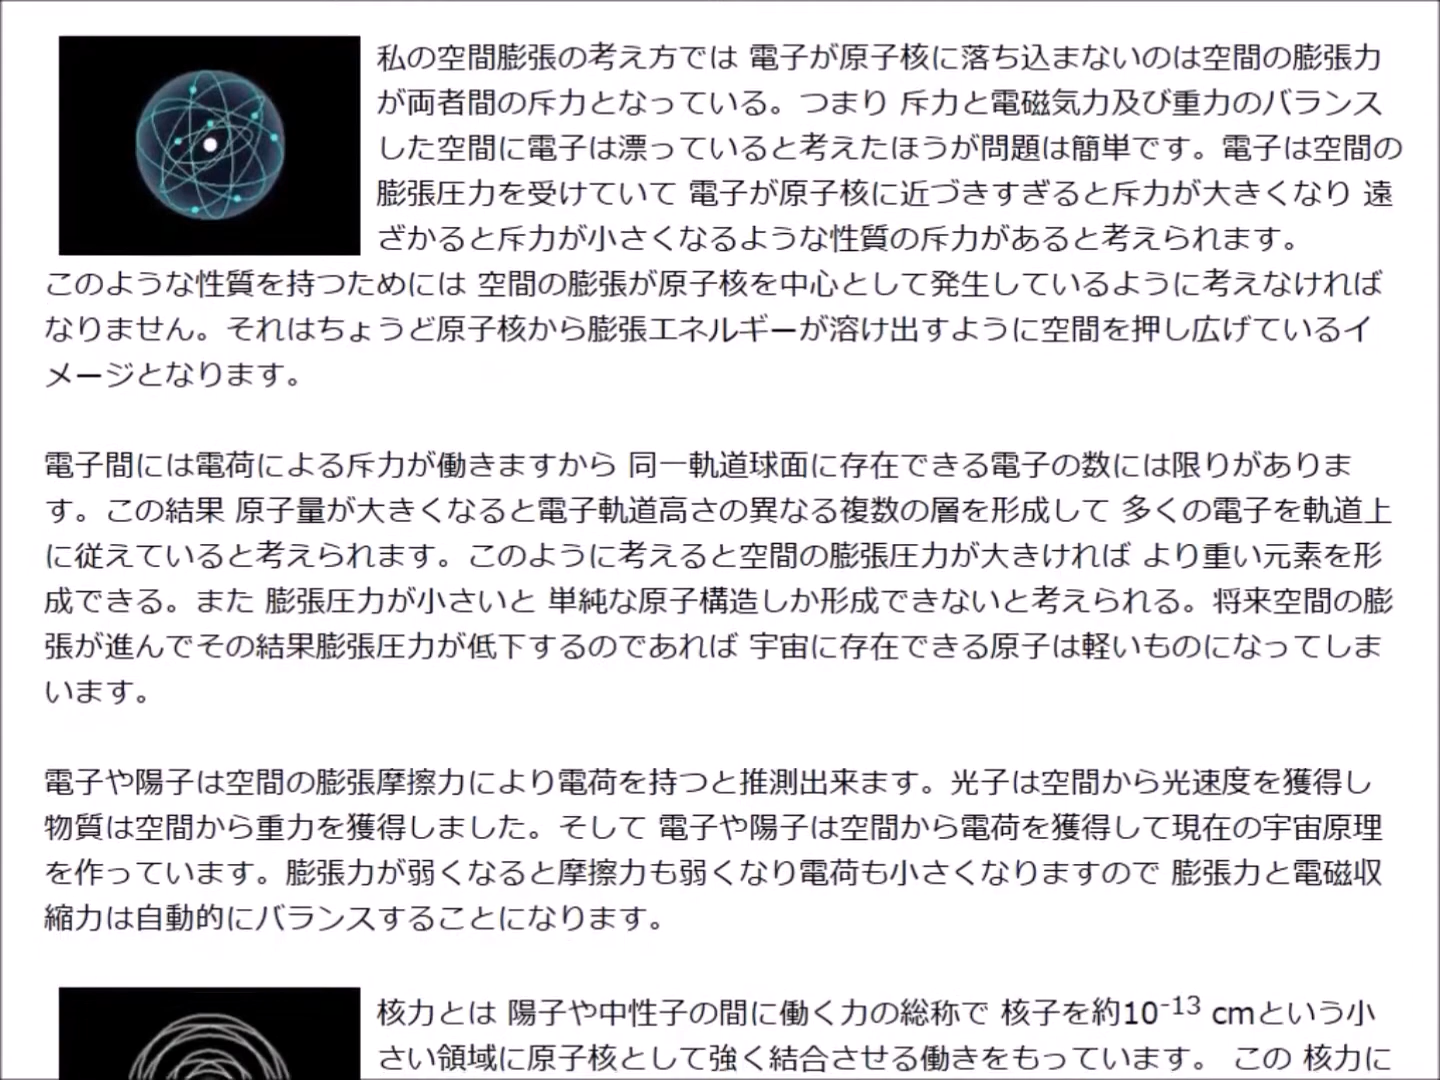 私の空間膨張の考え方では 電子が原子核に落ち込まないのは空間の膨張力
が両者間の斥力となっている。つまり 斥力と電磁気力及び重力のバランス
した空間に電子は漂っていると考えたほうが問題は簡単です。電子は空間の
膨張圧力を受けていて 電子が原子核に近づきすぎると斥力が大きくなり 遠
ざかると斥力が小さくなるような性質の斥力があると考えられます。
このような性質を持つためには 空間の膨張が原子核を中心として発生しているように考えなければ
なりません。それはちょうど原子核から膨張エネルギーが溶け出すように空間を押し広げているイ
メージとなります。
電子間には電荷による斥力が働きますから 同一軌道球面に存在できる電子の数には限りがありま
す。この結果 原子量が大きくなると電子軌道高さの異なる複数の層を形成して 多くの電子を軌道上
に従えていると考えられます。このように考えると空間の膨張圧力が大きければ より重い元素を形
成できる。また 膨張圧力が小さいと 単純な原子構造しか形成できないと考えられる。将来空間の膨
張が進んでその結果膨張圧力が低下するのであれば 宇宙に存在できる原子は軽いものになってしま
います。
電子や陽子は空間の膨張摩擦力により電荷を持つと推測出来ます。光子は空間から光速度を獲得し
物質は空間から重力を獲得しました。そして 電子や陽子は空間から電荷を獲得して現在の宇宙原理
を作っています。膨張力が弱くなると摩擦力も弱くなり電荷も小さくなりますので 膨張力と電磁収
縮力は自動的にバランスすることになります。
核力とは 陽子や中性子の間に働く力の総称で 核子を約10⁻¹³ cmという小
さい領域に原子核として強く結合させる働きをもっています。 この 核力に